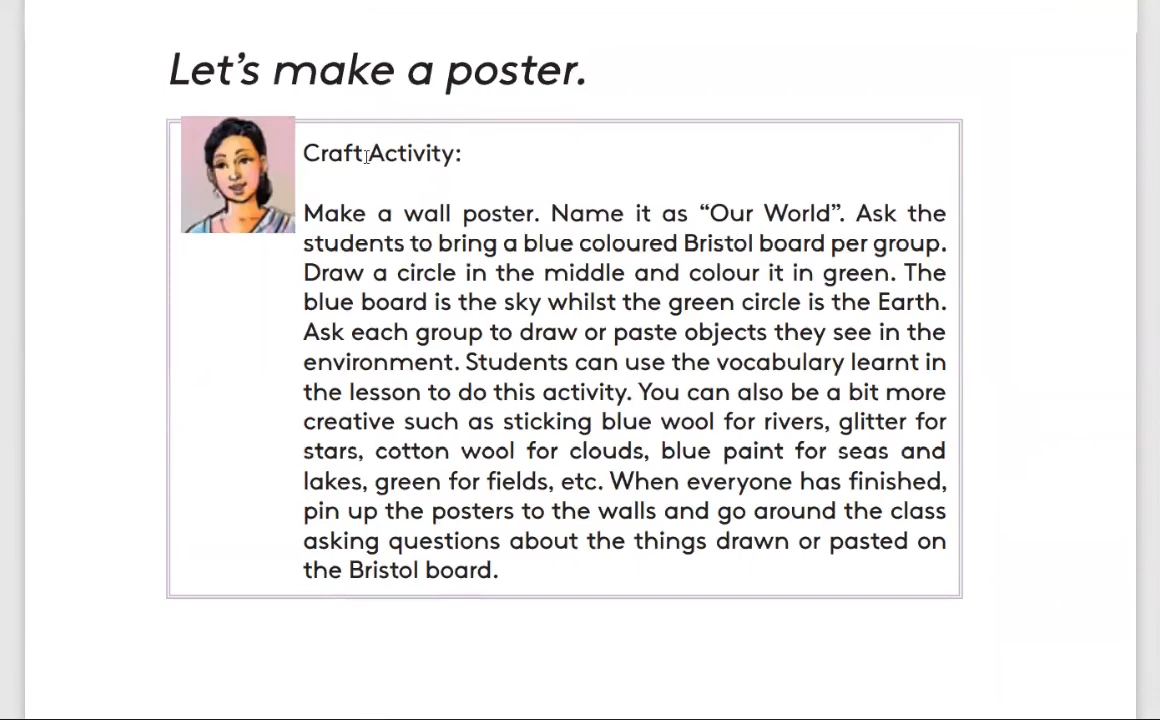 Let's make a poster.
Craft Activity:
Make a wall poster. Name it as “Our World”. Ask the
students to bring a blue coloured Bristol board per group.
Draw a circle in the middle and colour it in green. The
blue board is the sky whilst the green circle is the Earth.
Ask each group to draw or paste objects they see in the
environment. Students can use the vocabulary learnt in
the lesson to do this activity. You can also be a bit more
creative such as sticking blue wool for rivers, glitter for
stars, cotton wool for clouds, blue paint for seas and
lakes, green for fields, etc. When everyone has finished,
pin up the posters to the walls and go around the class
asking questions about the things drawn or pasted on
the Bristol board.